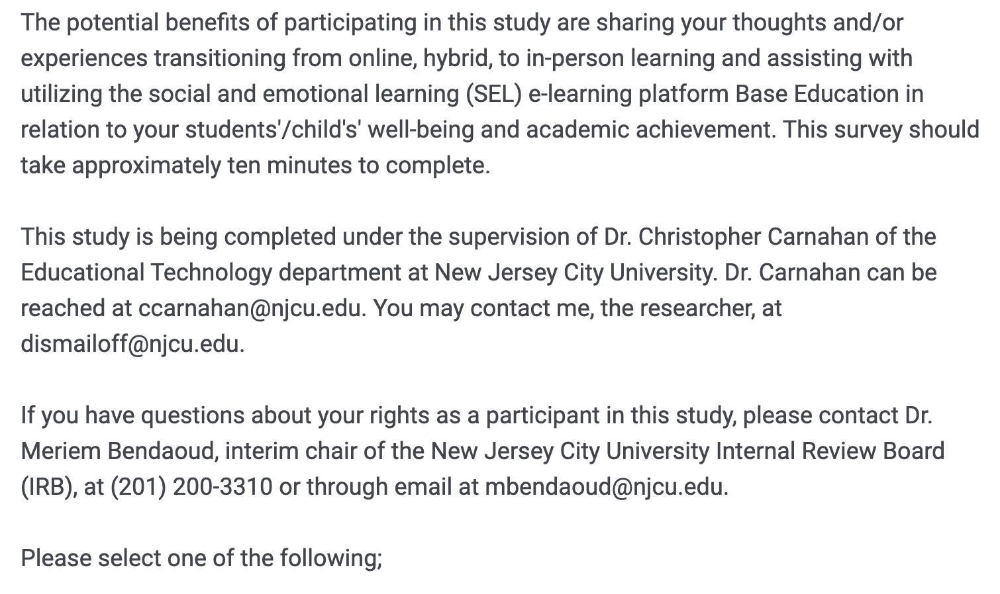 The potential benefits of participating in this study are sharing your thoughts and/or
experiences transitioning from online, hybrid, to in-person learning and assisting with
utilizing the social and emotional learning (SEL) e-learning platform Base Education in
relation to your students'/child's' well-being and academic achievement. This survey should
take approximately ten minutes to complete.
This study is being completed under the supervision of Dr. Christopher Carnahan of the
Educational Technology department at New Jersey City University. Dr. Carnahan can be
reached at ccarnahan@njcu.edu. You may contact me, the researcher, at
dismailoff@njcu.edu.
If you have questions about your rights as a participant in this study, please contact Dr.
Meriem Bendaoud, interim chair of the New Jersey City University Internal Review Board
(IRB), at (201) 200-3310 or through email at mbendaoud@njcu.edu.
Please select one of the following;